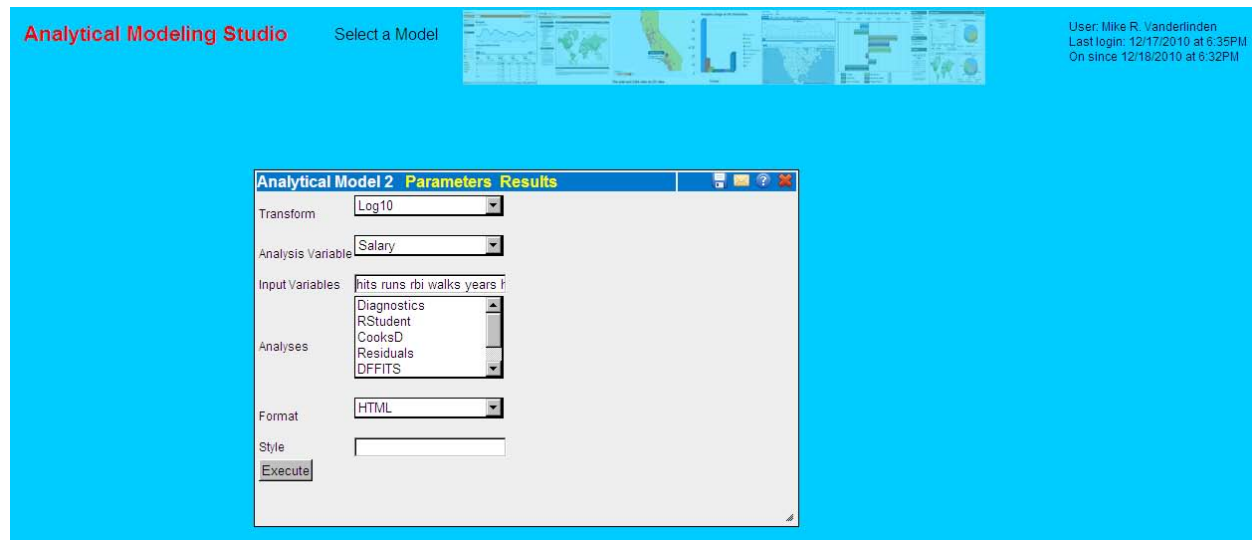 Analytical Modeling Studio
Select a Model
User: Mike R. Vanderlinden
Last login: 12/17/2010 at 6:35PM
On since 12/18/2010 at 6:32PM
Analytical Model 2 Parameters Results
Transform Log10
Analysis Variable Salary
Input Variables hits runs rbi walks years h
Analyses
Diagnostics
RStudent
CooksD
Residuals
DFFITS
Format HTML
Style
Execute